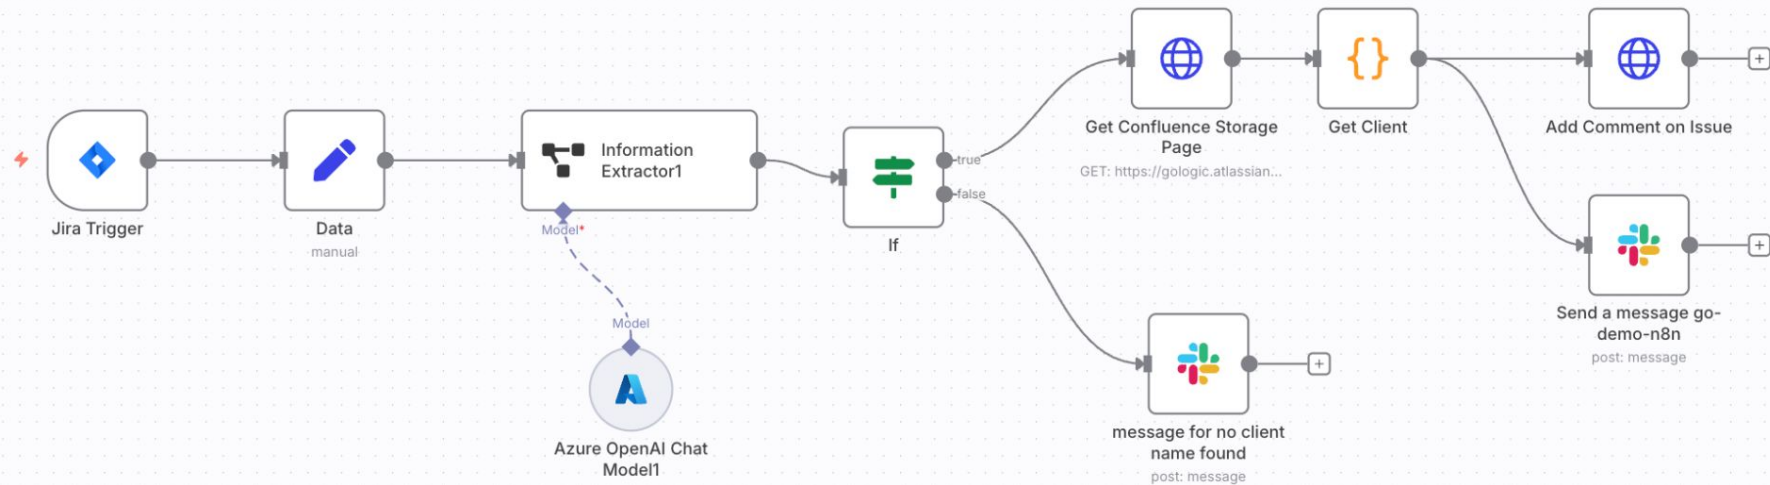 Jira Trigger
Data
manual
Information
Extractor1
Model*
Model
Azure OpenAI Chat
Model1
If
true
false
Get Confluence Storage
Page
GET: https://gologic.atlassian...
Get Client
Add Comment on Issue
Send a message go-
demo-n8n
post: message
message for no client
name found
post: message